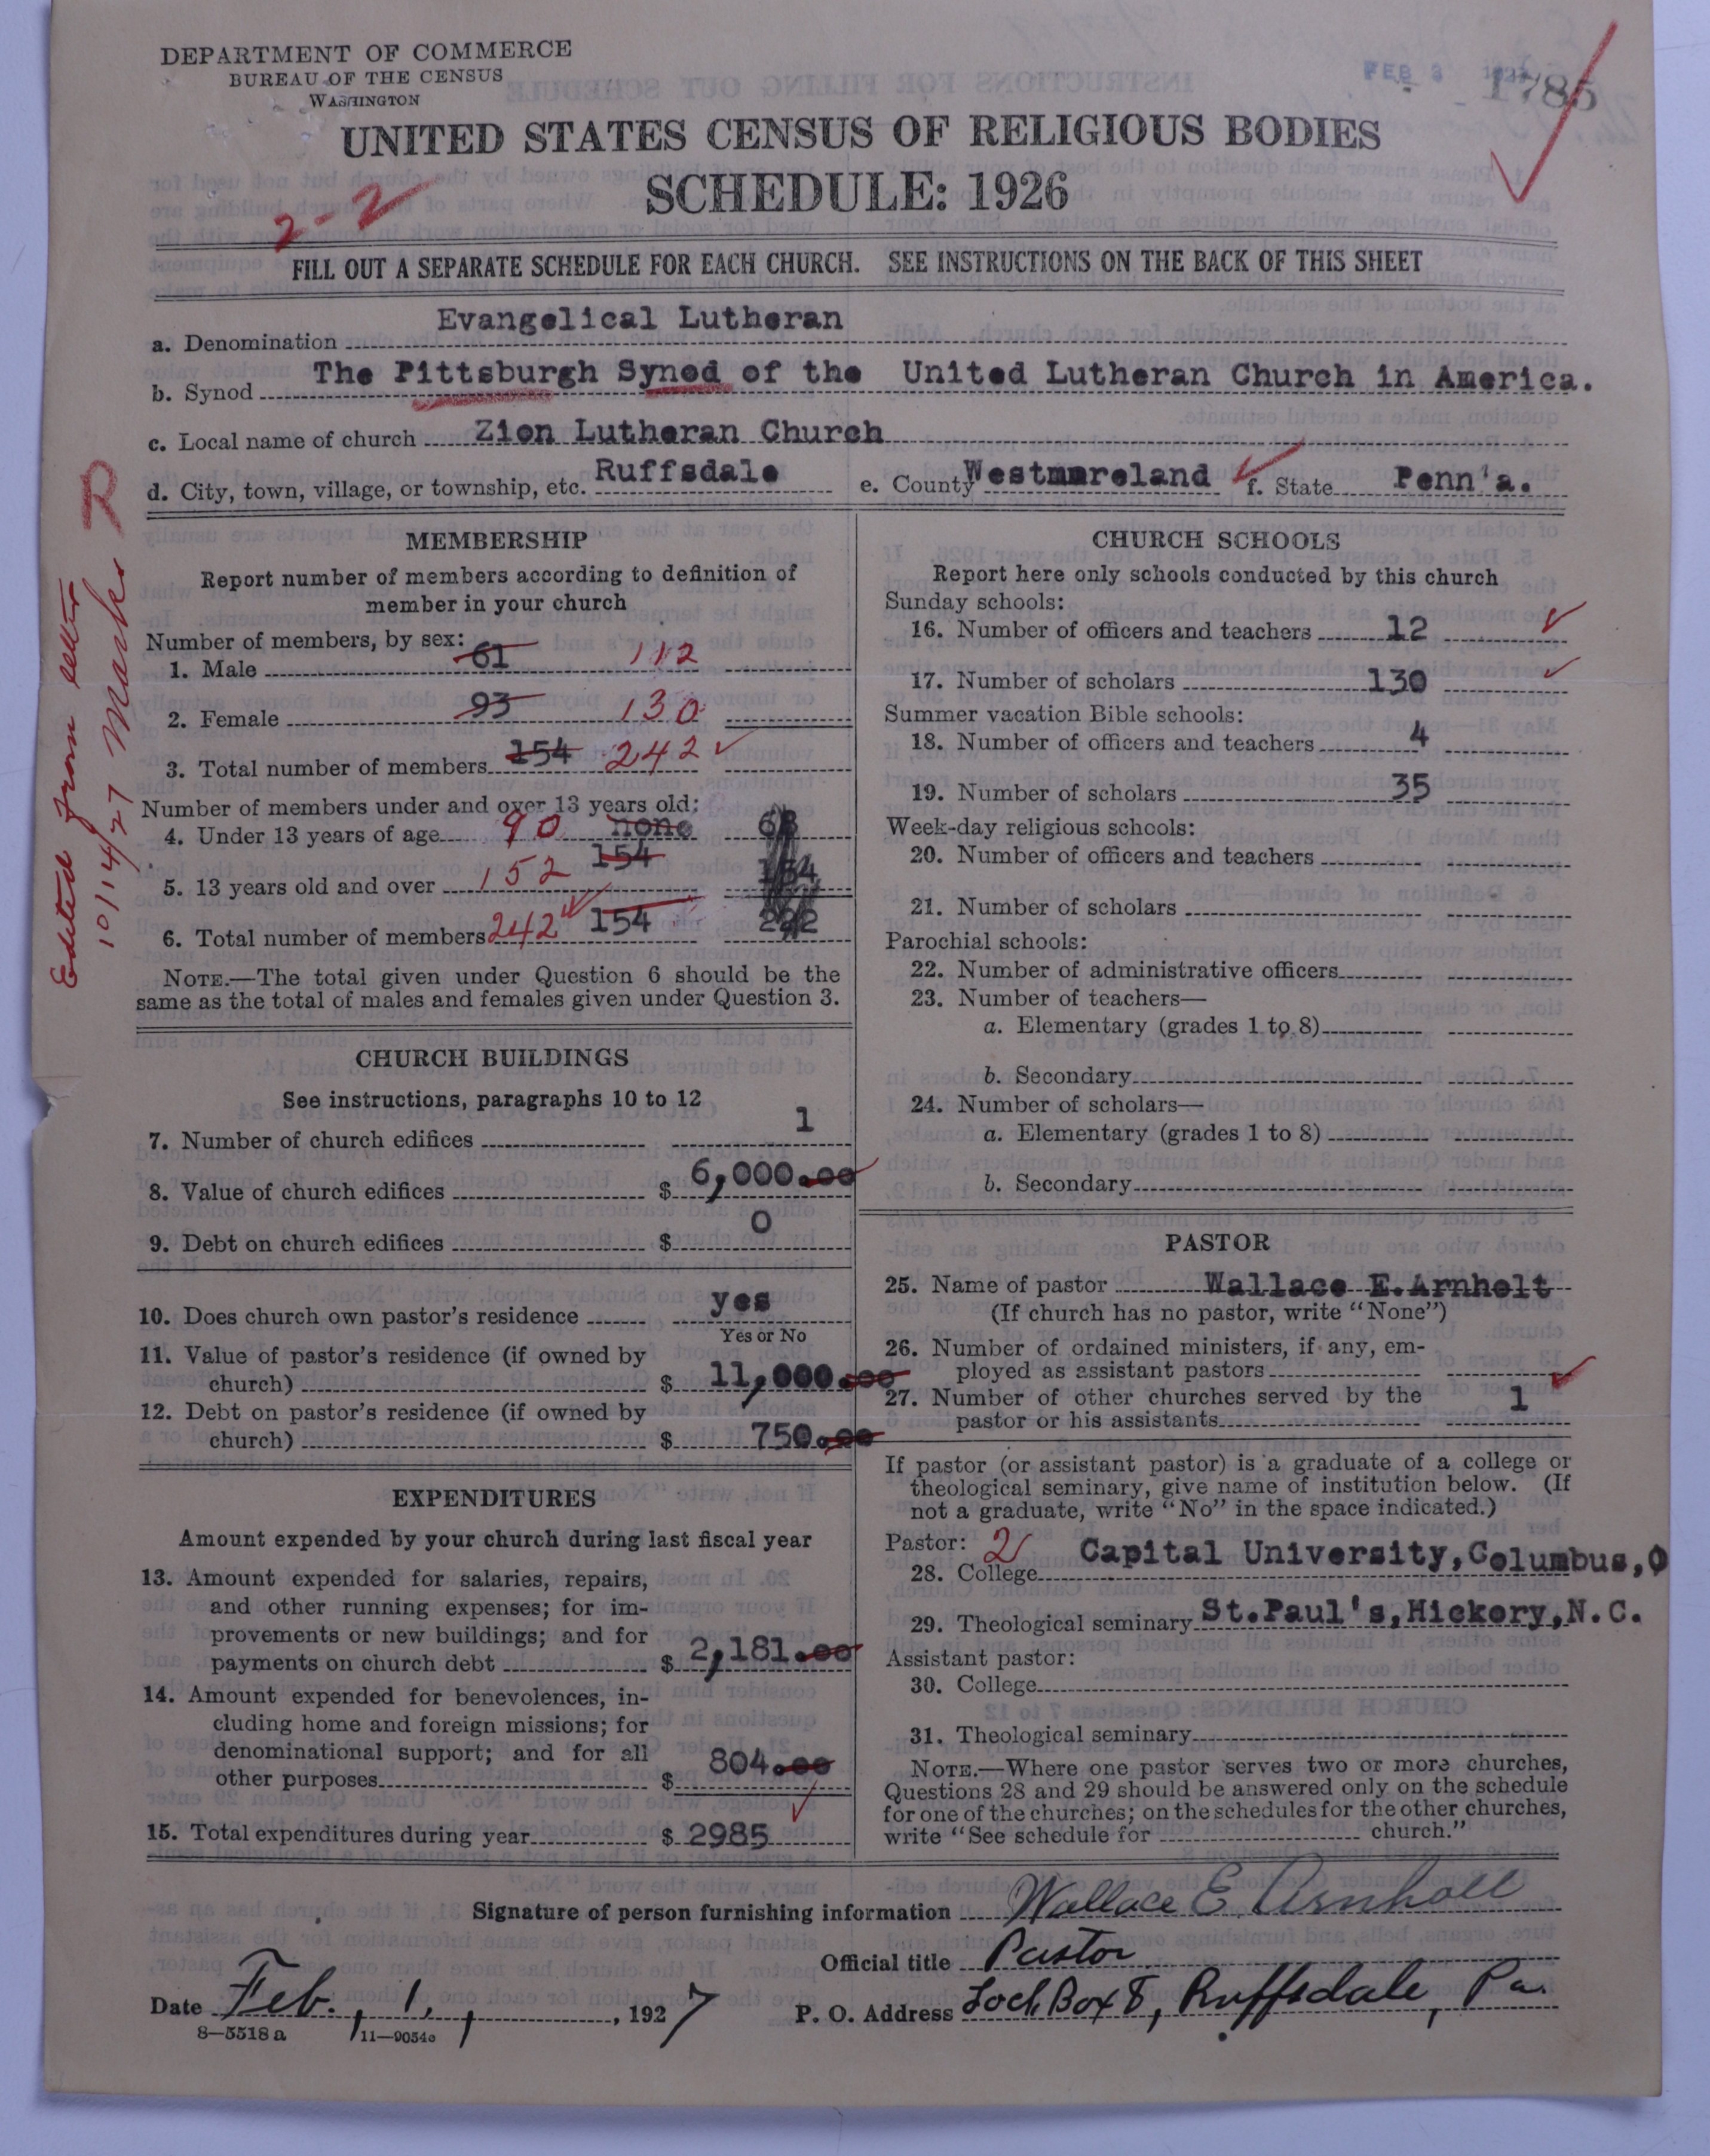 DEPARTMENT OF COMMERCE
BUREAU OF THE CENSUS
WASHINGTON
FEB 3
1785
UNITED STATES CENSUS OF RELIGIOUS BODIES
SCHEDULE: 1926
2-2
FILL OUT A SEPARATE SCHEDULE FOR EACH CHURCH. SEE INSTRUCTIONS ON THE BACK OF THIS SHEET
a. Denomination Evangelical Lutheran
b. Synod The Pittsburgh Synod of the United Lutheran Church in America.
c. Local name of church Zion Lutheran Church
d. City, town, village, or township, etc. Ruffsdale e. County Westmoreland f. State Penn'a.
Edited from letter
10/14/27 Marks R
MEMBERSHIP
Report number of members according to definition of
member in your church
Number of members, by sex:
1. Male 61 112
2. Female 93 130
3. Total number of members 154 242
Number of members under and over 13 years old:
4. Under 13 years of age 90 none
5. 13 years old and over 152 154 154
6. Total number of members 242 154
NOTE.—The total given under Question 6 should be the
same as the total of males and females given under Question 3.
CHURCH BUILDINGS
See instructions, paragraphs 10 to 12
7. Number of church edifices 1
8. Value of church edifices $ 6,000.00
9. Debt on church edifices $ 0
10. Does church own pastor's residence yes
Yes or No
11. Value of pastor's residence (if owned by
church) $ 11,000.00
12. Debt on pastor's residence (if owned by
church) $ 750.00
EXPENDITURES
Amount expended by your church during last fiscal year
13. Amount expended for salaries, repairs,
and other running expenses; for im-
provements or new buildings; and for
payments on church debt $ 2,181.00
14. Amount expended for benevolences, in-
cluding home and foreign missions; for
denominational support; and for all
other purposes $ 804.00
15. Total expenditures during year $ 2985
CHURCH SCHOOLS
Report here only schools conducted by this church
Sunday schools:
16. Number of officers and teachers 12
17. Number of scholars 130
Summer vacation Bible schools:
18. Number of officers and teachers 4
19. Number of scholars 35
Week-day religious schools:
20. Number of officers and teachers
21. Number of scholars
Parochial schools:
22. Number of administrative officers
23. Number of teachers—
a. Elementary (grades 1 to 8)
b. Secondary
24. Number of scholars—
a. Elementary (grades 1 to 8)
b. Secondary
PASTOR
25. Name of pastor Wallace E.Arnholt
(If church has no pastor, write "None")
26. Number of ordained ministers, if any, em-
ployed as assistant pastors
27. Number of other churches served by the
pastor or his assistants 1
If pastor (or assistant pastor) is a graduate of a college or
theological seminary, give name of institution below. (If
not a graduate, write "No" in the space indicated.)
Pastor: 2
28. College Capital University,Columbus,O
29. Theological seminary St.Paul's,Hickory,N.C.
Assistant pastor:
30. College
31. Theological seminary
NOTE.—Where one pastor serves two or more churches,
Questions 28 and 29 should be answered only on the schedule
for one of the churches; on the schedules for the other churches,
write "See schedule for church."
Signature of person furnishing information Wallace E. Arnholt
Official title Pastor
Date Feb. 1, , 1927 P. O. Address Lock Box 8, Ruffsdale, Pa.
8—5518 a 11—9054c